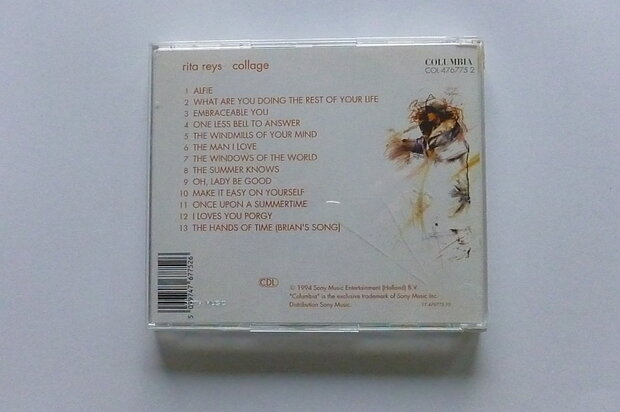 rita reys collage
COLUMBIA
COL 476775 2
1 ALFIE
2 WHAT ARE YOU DOING THE REST OF YOUR LIFE
3 EMBRACEABLE YOU
4 ONE LESS BELL TO ANSWER
5 THE WINDMILLS OF YOUR MIND
6 THE MAN I LOVE
7 THE WINDOWS OF THE WORLD
8 THE SUMMER KNOWS
9 OH, LADY BE GOOD
10 MAKE IT EASY ON YOURSELF
11 ONCE UPON A SUMMERTIME
12 I LOVES YOU PORGY
13 THE HANDS OF TIME (BRIAN'S SONG)
5 099747 677526
CDL
© 1994 Sony Music Entertainment (Holland) B.V.
"Columbia" is the exclusive trademark of Sony Music Inc.
Distribution Sony Music.